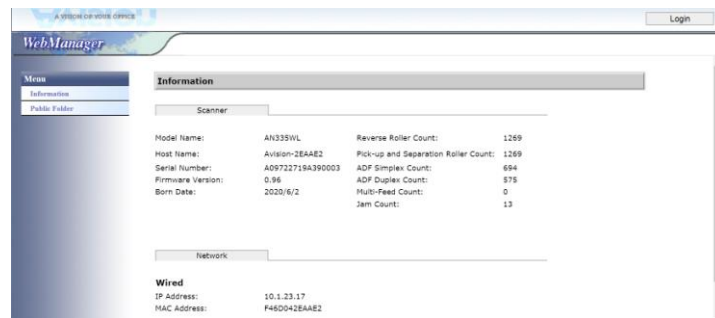 A VISION OF YOUR OFFICE
Login
WebManager
Menu
Information
Public Folder
Information
Scanner
Model Name: AN335WL Reverse Roller Count: 1269
Host Name: Avision-2EAAE2 Pick-up and Separation Roller Count: 1269
Serial Number: A09722719A390003 ADF Simplex Count: 694
Firmware Version: 0.96 ADF Duplex Count: 575
Born Date: 2020/6/2 Multi-Feed Count: 0
Jam Count: 13
Network
Wired
IP Address: 10.1.23.17
MAC Address: F46D042EAAE2